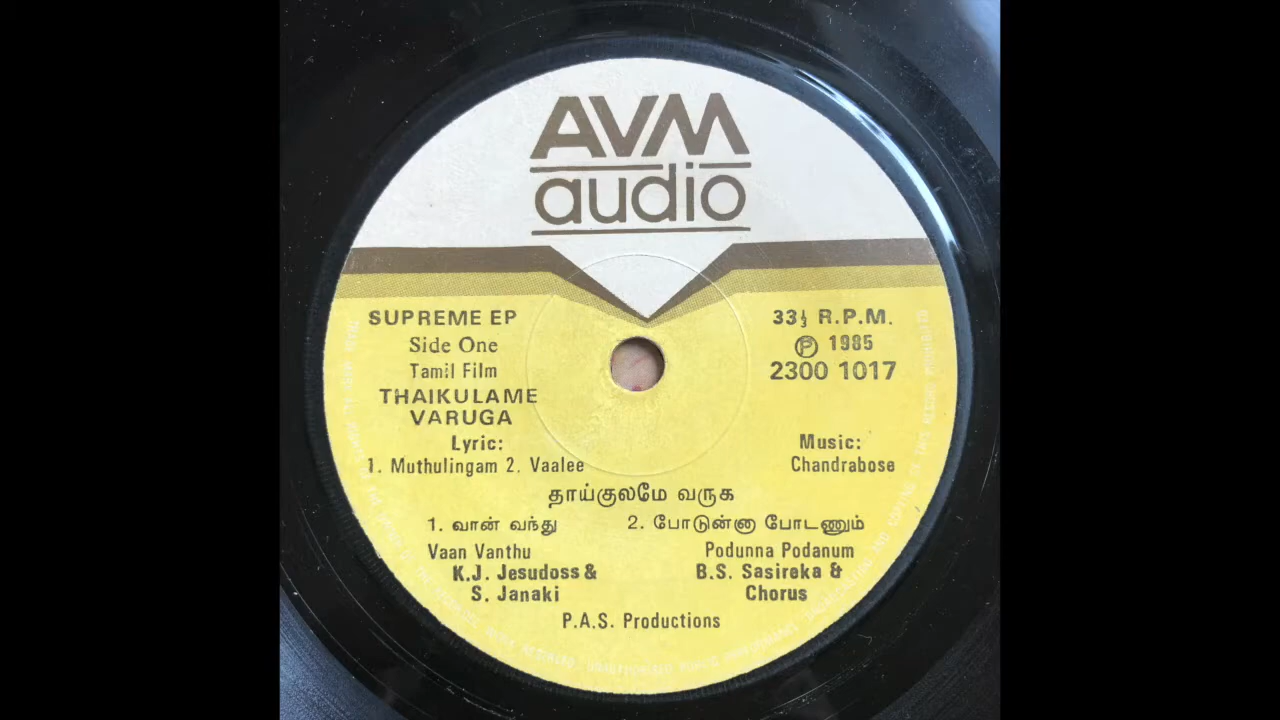 AVM
audio
SUPREME EP
Side One
Tamil Film
THAIKULAME
VARUGA
Lyric:
1. Muthulingam 2. Vaalee
33⅓ R.P.M.
Ⓟ 1985
2300 1017
Music:
Chandrabose
தாய்குலமே வருக
1. வான் வந்து 2. போடுன்னா போடணும்
Vaan Vanthu Podunna Podanum
K.J. Jesudoss & B.S. Sasireka &
S. Janaki Chorus
P.A.S. Productions